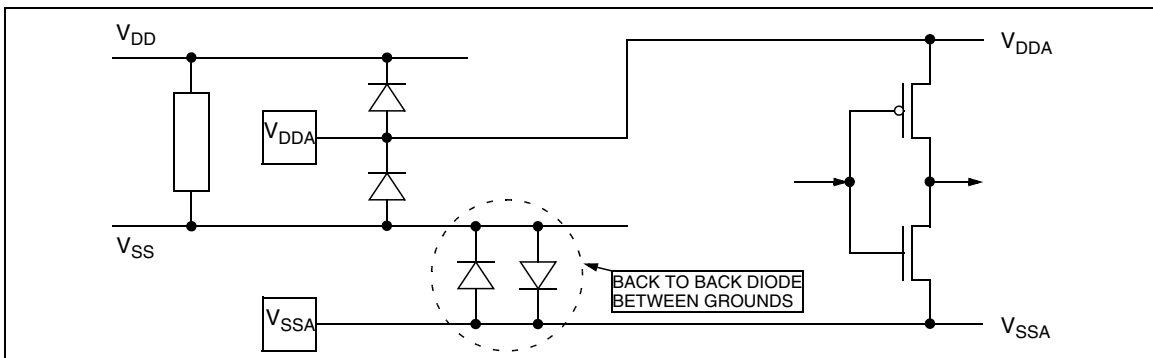 VDD
VDDA
VDDA
VSS
BACK TO BACK DIODE
BETWEEN GROUNDS
VSSA
VSSA